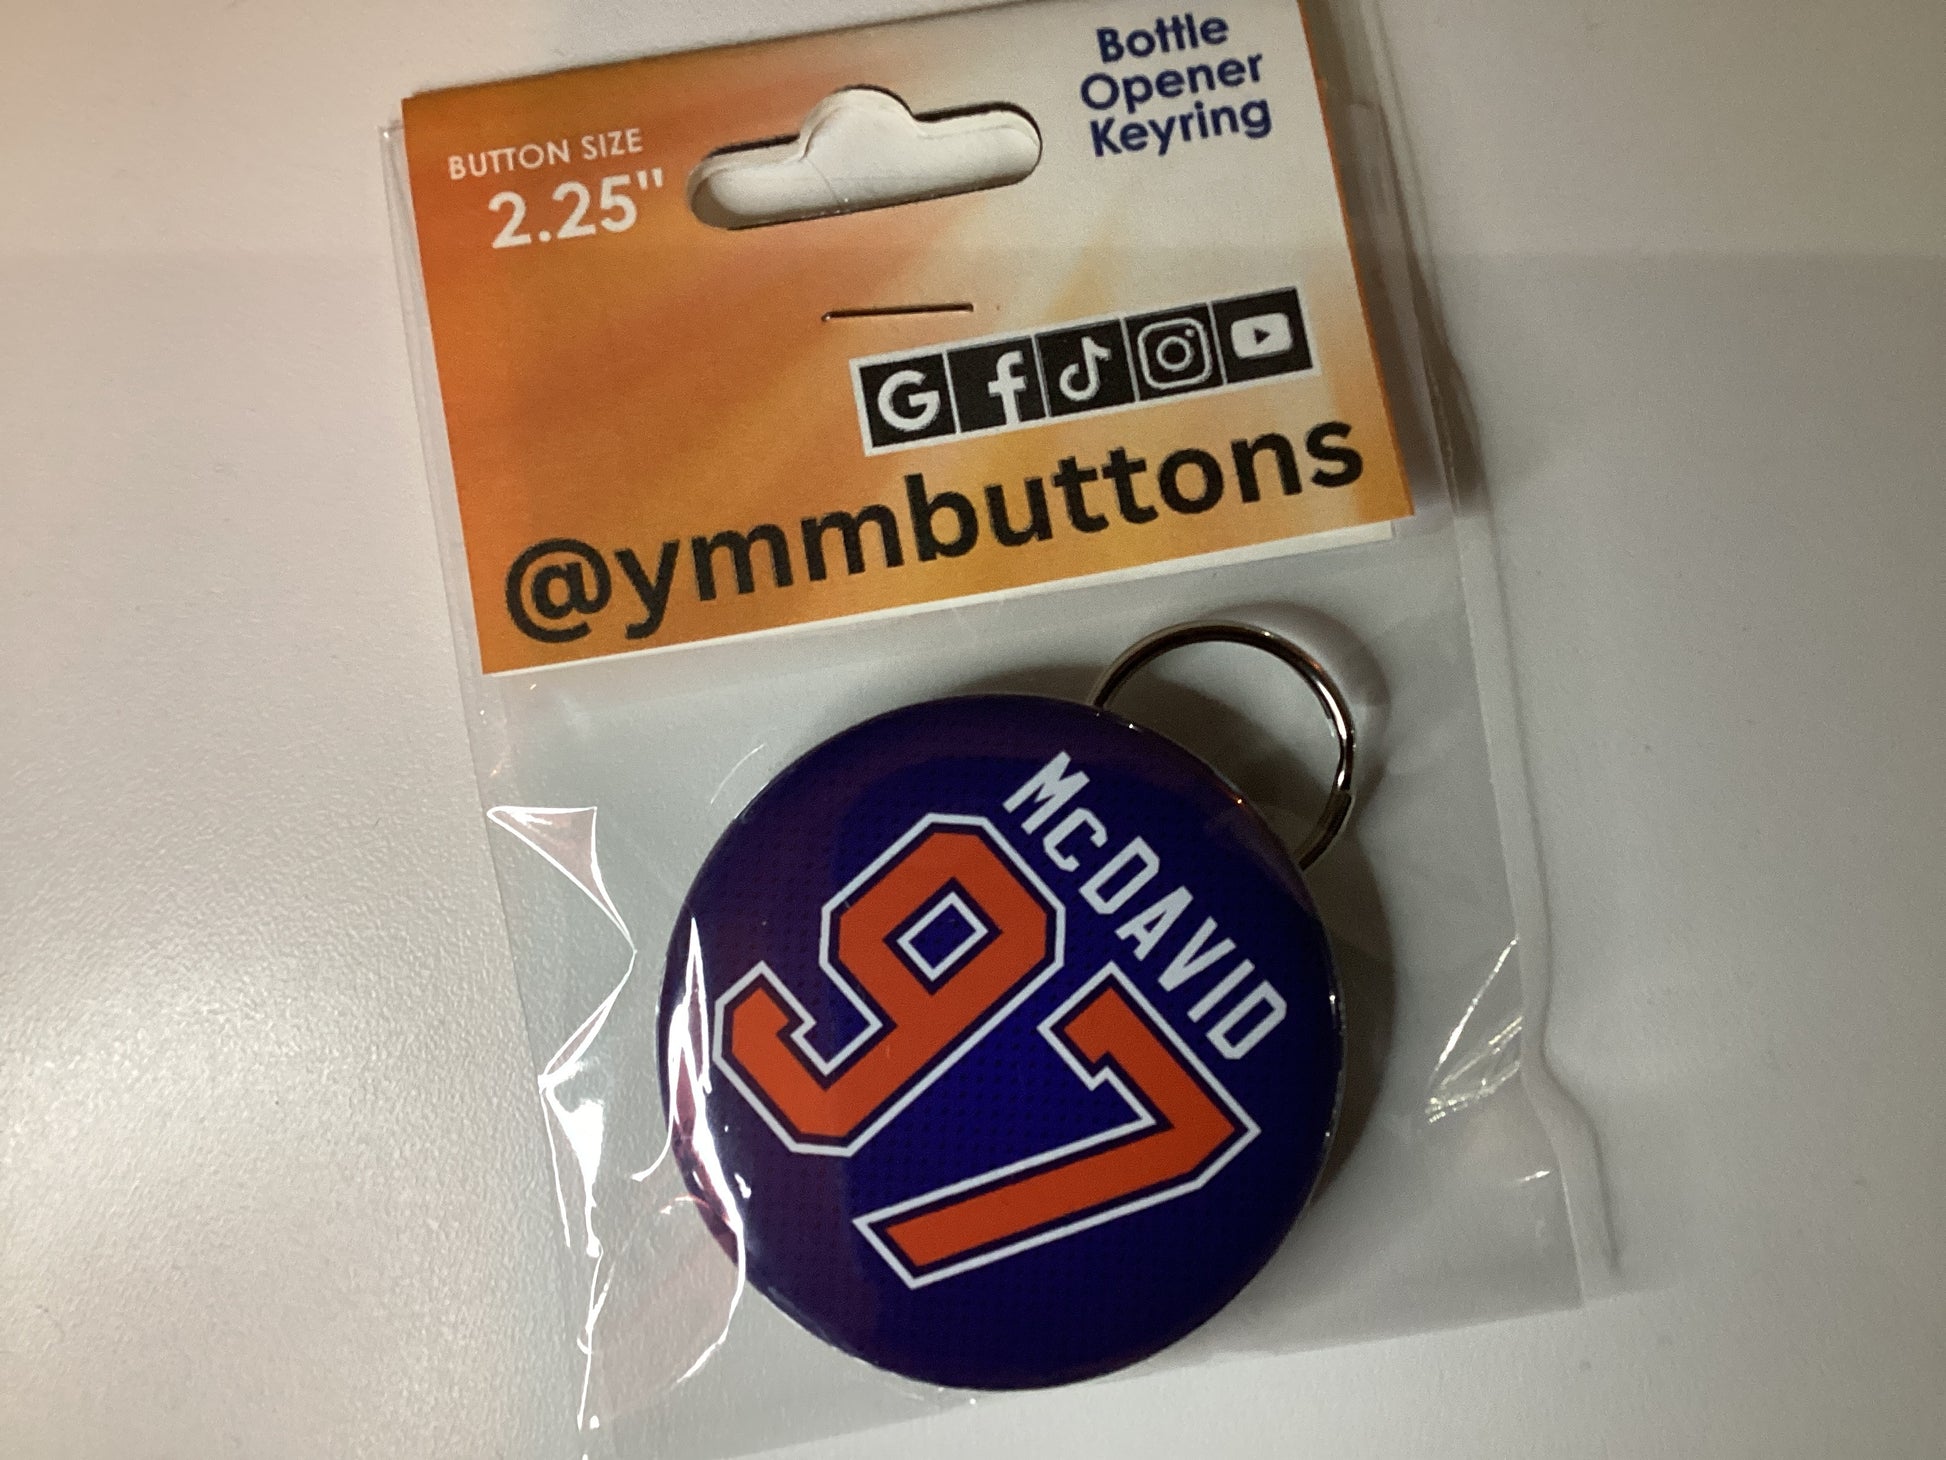 BUTTON SIZE
2.25"
Bottle
Opener
Keyring
@ymmbuttons
McDAVID
97